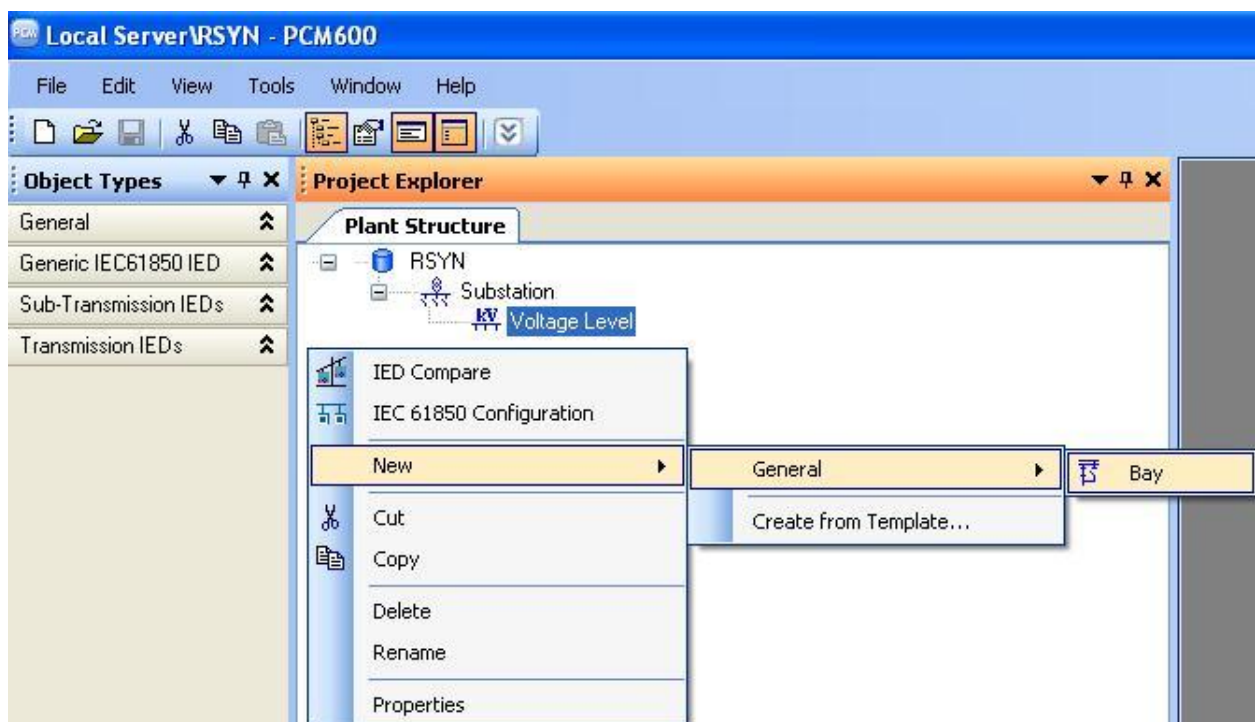 Local Server\RSYN - PCM600
File Edit View Tools Window Help
Object Types
Project Explorer
General
Plant Structure
Generic IEC61850 IED
RSYN
Sub-Transmission IEDs
Substation
Voltage Level
Transmission IEDs
IED Compare
IEC 61850 Configuration
New
General
Bay
Cut
Create from Template...
Copy
Delete
Rename
Properties